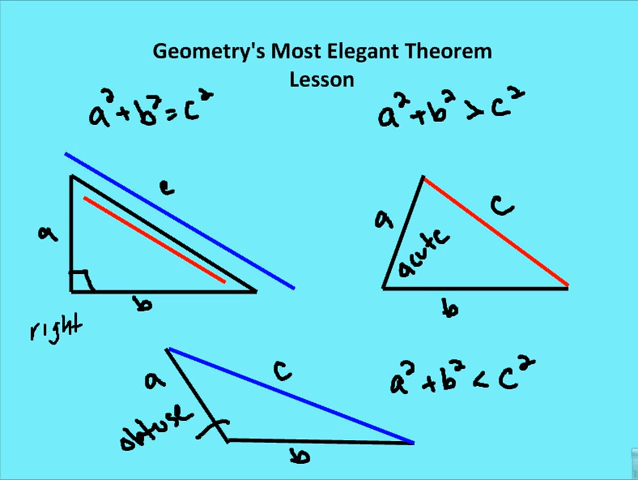 Geometry's Most Elegant Theorem
Lesson
a²+b²=c²
a²+b²>c²
c
a
b
right
a
c
acute
b
a
c
obtuse
b
a²+b²<c²